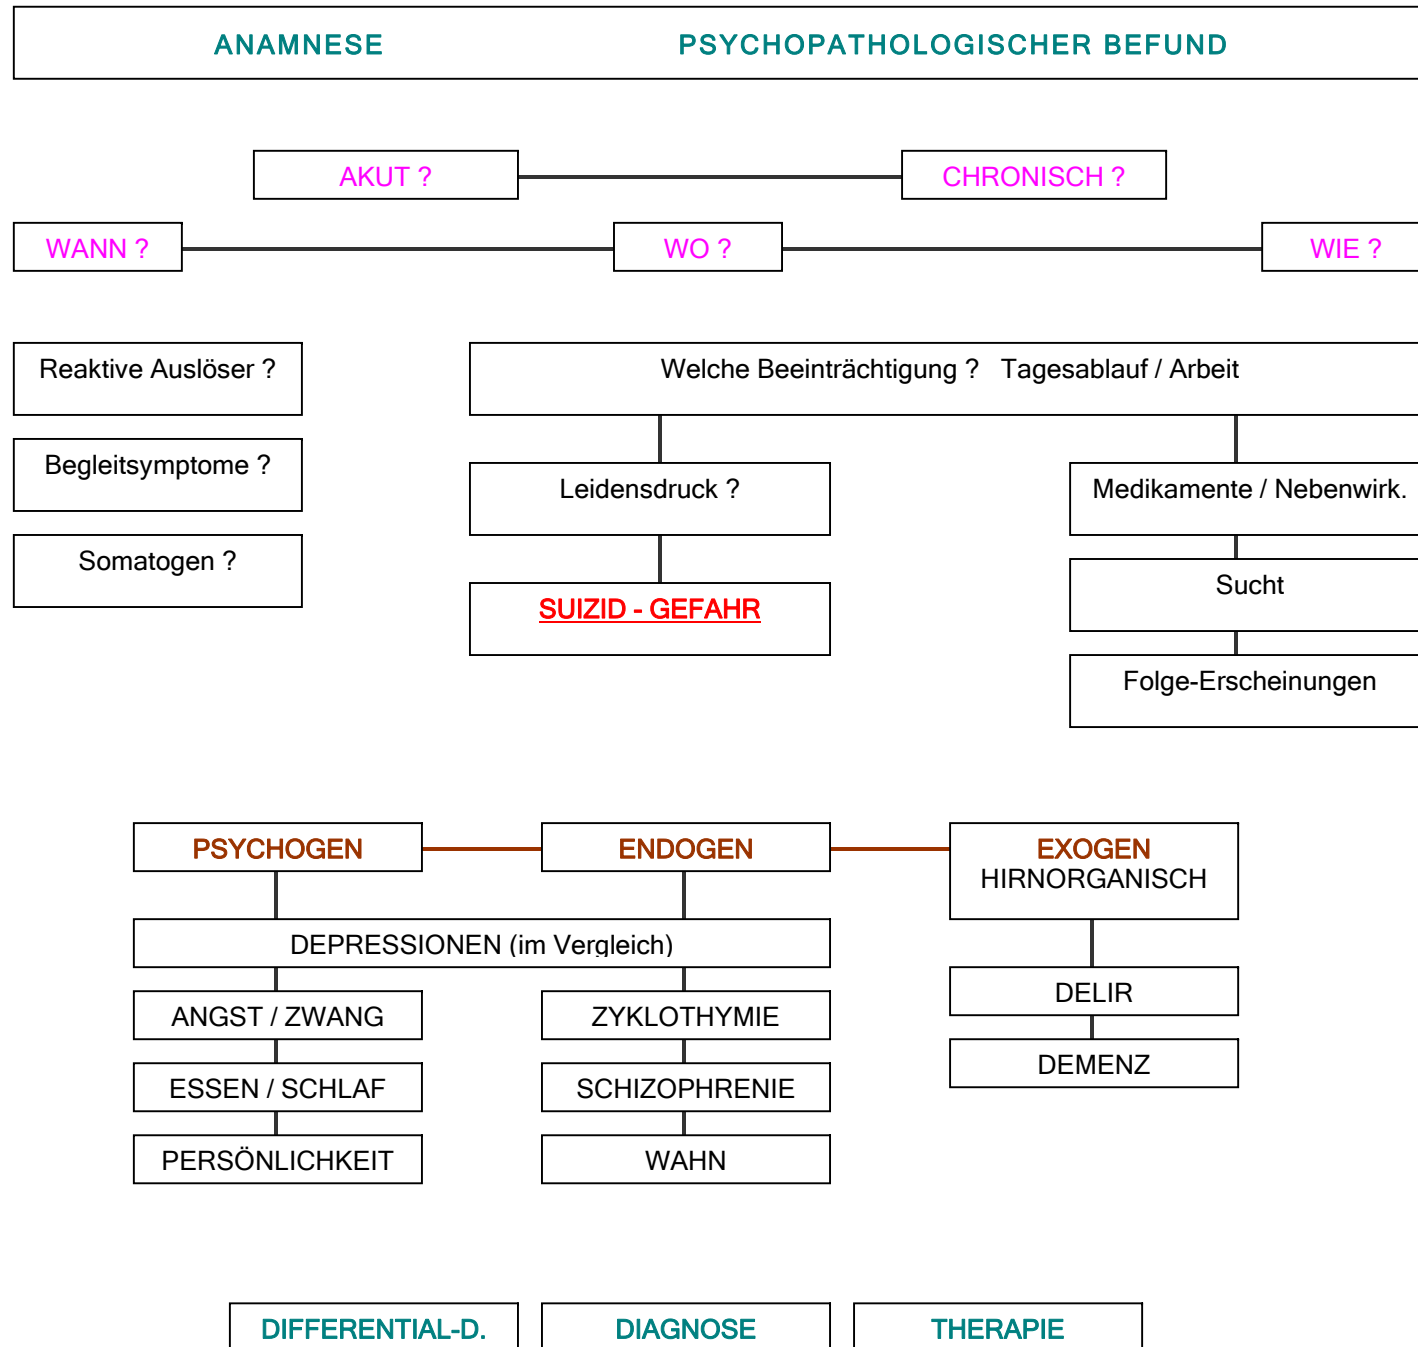 ANAMNESE PSYCHOPATHOLOGISCHER BEFUND
AKUT ? CHRONISCH ?
WANN ? WO ? WIE ?
Reaktive Auslöser ? Welche Beeinträchtigung ? Tagesablauf / Arbeit
Begleitsymptome ? Leidensdruck ? Medikamente / Nebenwirk.
Somatogen ? Sucht
SUIZID - GEFAHR
Folge-Erscheinungen
PSYCHOGEN ENDOGEN EXOGEN
HIRNORGANISCH
DEPRESSIONEN (im Vergleich)
ANGST / ZWANG ZYKLOTHYMIE DELIR
ESSEN / SCHLAF SCHIZOPHRENIE DEMENZ
PERSÖNLICHKEIT WAHN
DIFFERENTIAL-D. DIAGNOSE THERAPIE